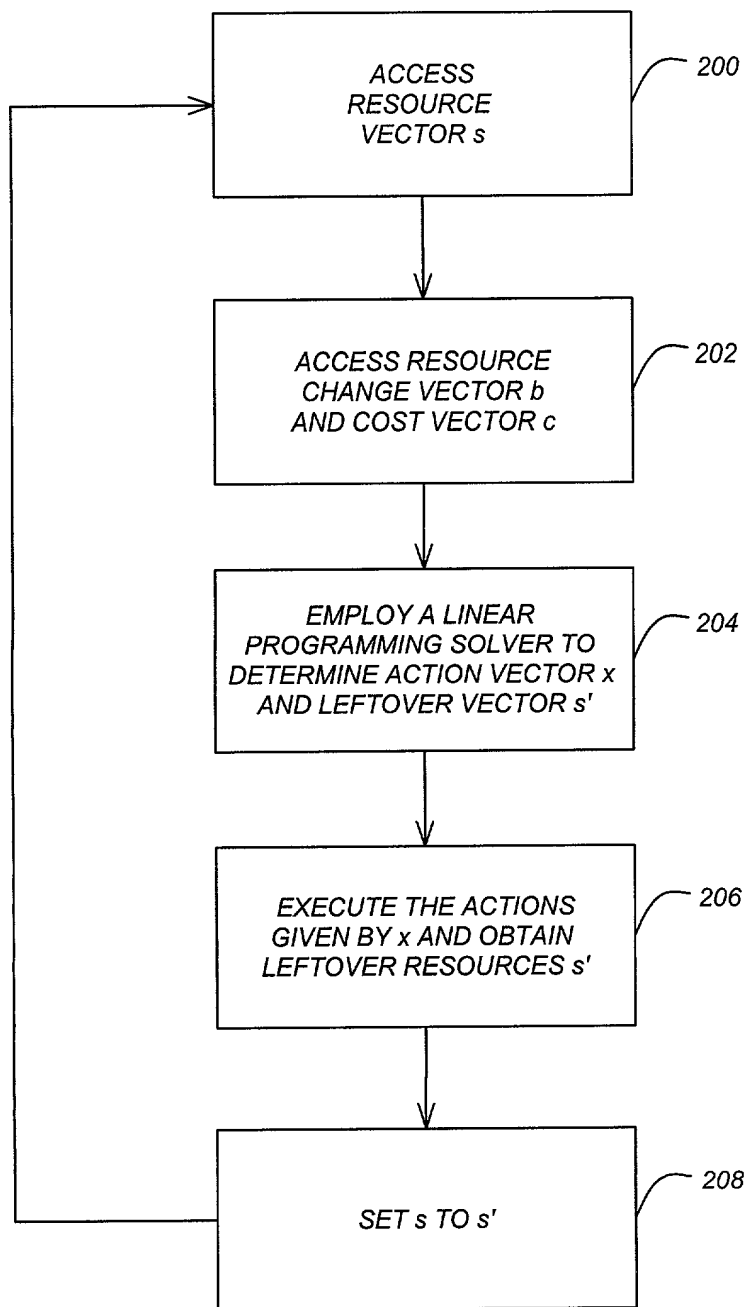 ACCESS
RESOURCE
VECTOR s
200
ACCESS RESOURCE
CHANGE VECTOR b
AND COST VECTOR c
202
EMPLOY A LINEAR
PROGRAMMING SOLVER TO
DETERMINE ACTION VECTOR x
AND LEFTOVER VECTOR s'
204
EXECUTE THE ACTIONS
GIVEN BY x AND OBTAIN
LEFTOVER RESOURCES s'
206
SET s TO s'
208